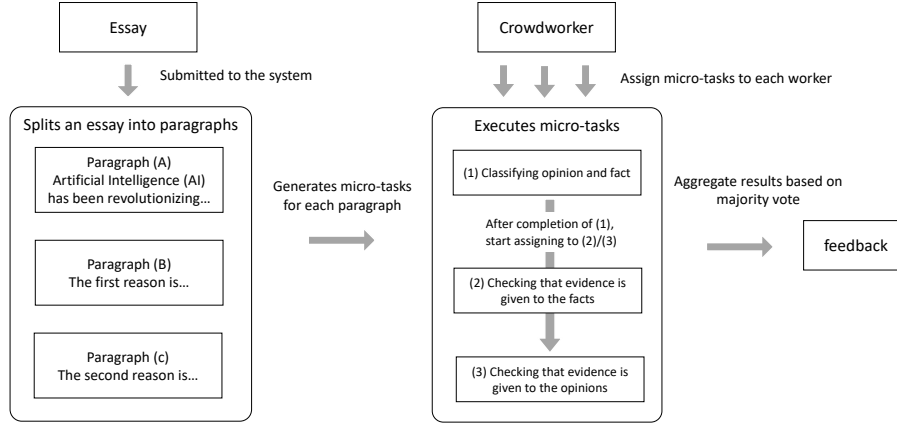 Essay
Submitted to the system
Splits an essay into paragraphs
Paragraph (A)
Artificial Intelligence (AI)
has been revolutionizing…
Paragraph (B)
The first reason is…
Paragraph (c)
The second reason is…
Generates micro-tasks
for each paragraph
Crowdworker
Assign micro-tasks to each worker
Executes micro-tasks
(1) Classifying opinion and fact
After completion of (1),
start assigning to (2)/(3)
(2) Checking that evidence is
given to the facts
(3) Checking that evidence is
given to the opinions
Aggregate results based on
majority vote
feedback